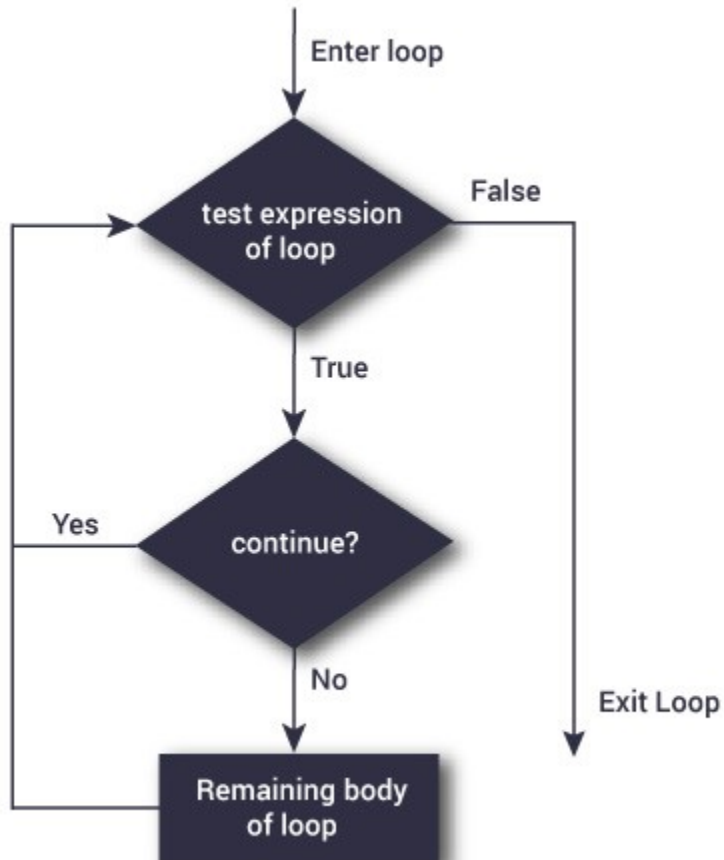 Enter loop
False
test expression
of loop
True
Yes
continue?
No
Exit Loop
Remaining body
of loop